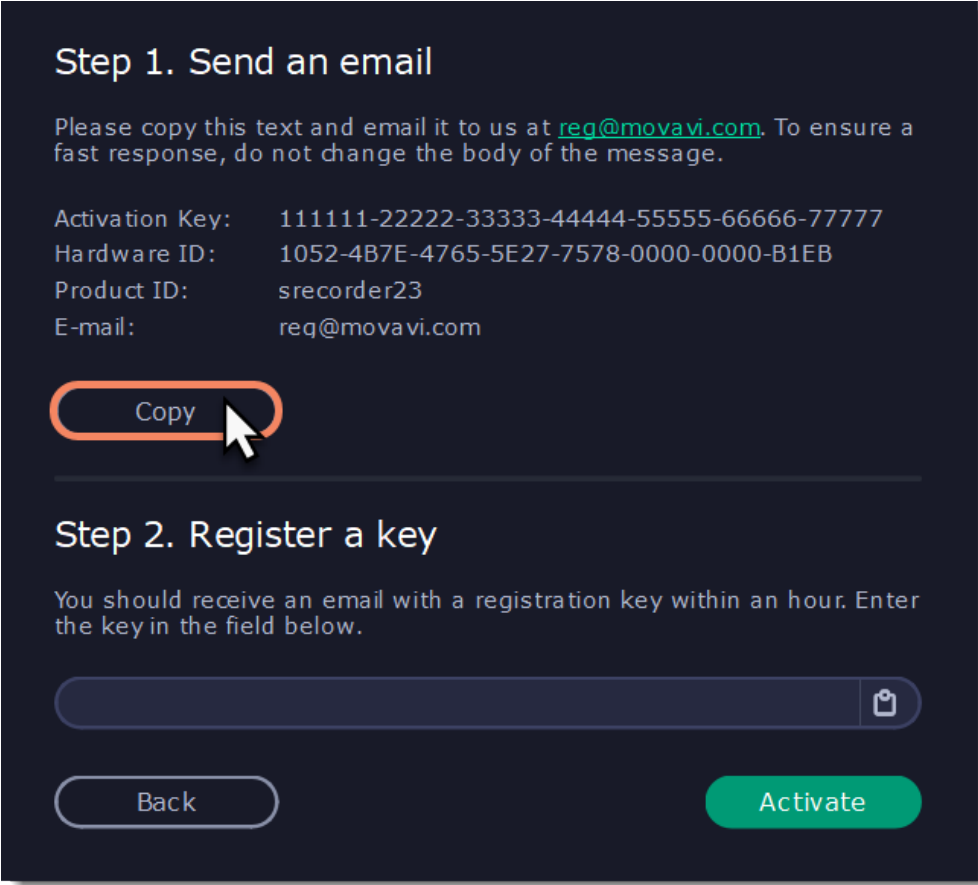 Step 1. Send an email
Please copy this text and email it to us at reg@movavi.com. To ensure a
fast response, do not change the body of the message.
Activation Key: 111111-22222-33333-44444-55555-66666-77777
Hardware ID: 1052-4B7E-4765-5E27-7578-0000-0000-B1EB
Product ID: srecorder23
E-mail: reg@movavi.com
Copy
Step 2. Register a key
You should receive an email with a registration key within an hour. Enter
the key in the field below.
Back Activate